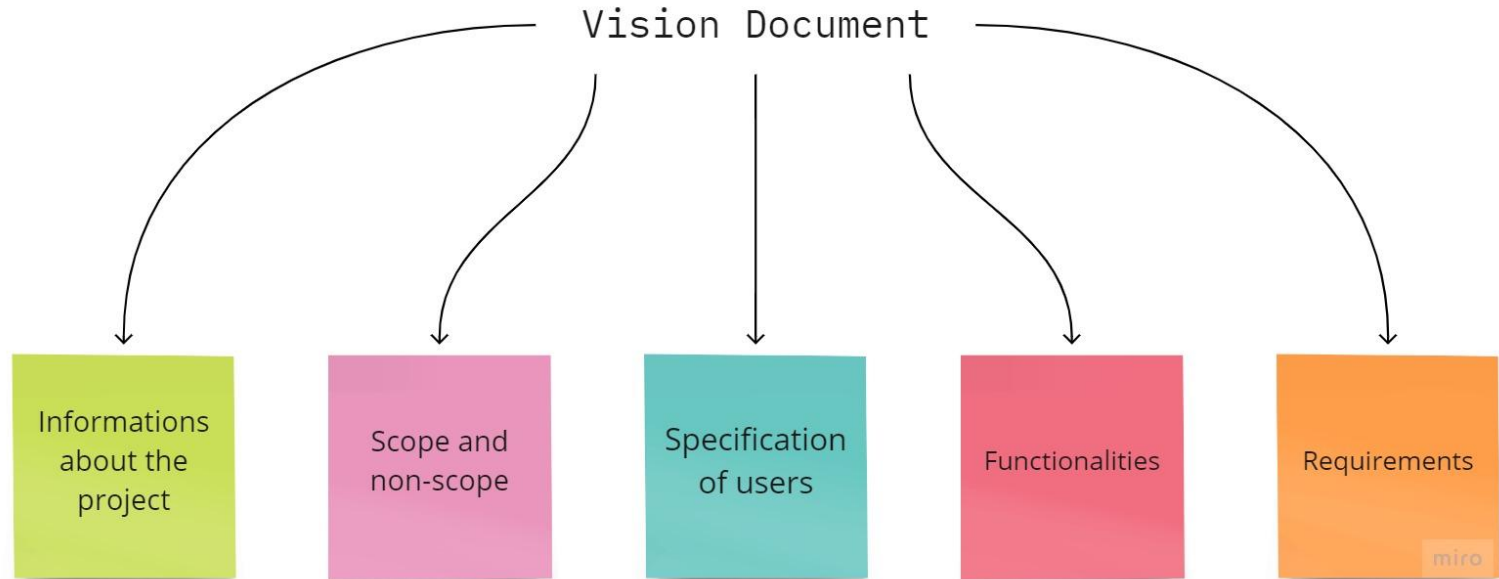 Vision Document
Informations
about the
project
Scope and
non-scope
Specification
of users
Functionalities
Requirements
miro